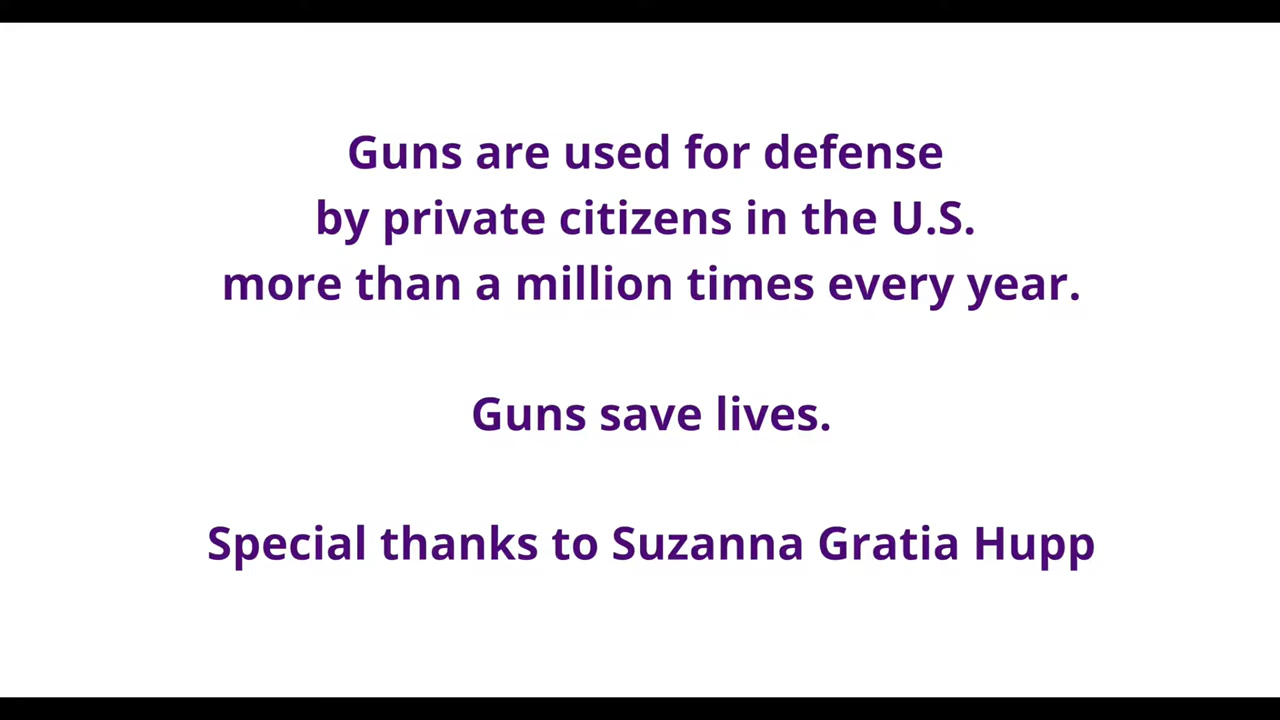 Guns are used for defense
by private citizens in the U.S.
more than a million times every year.
Guns save lives.
Special thanks to Suzanna Gratia Hupp